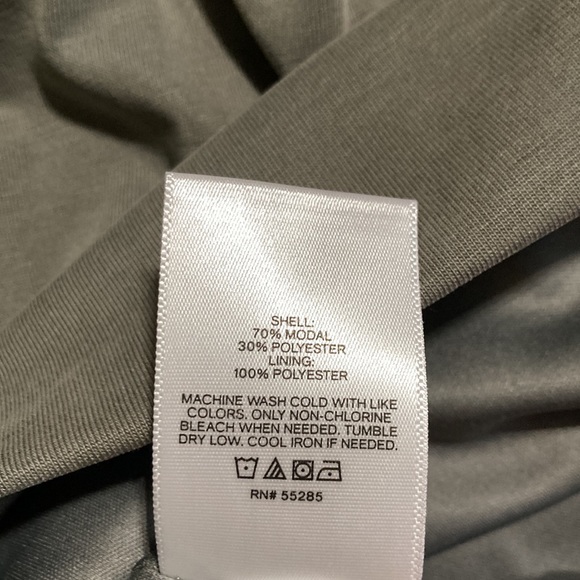 SHELL:
70% MODAL
30% POLYESTER
LINING:
100% POLYESTER
MACHINE WASH COLD WITH LIKE
COLORS. ONLY NON-CHLORINE
BLEACH WHEN NEEDED. TUMBLE
DRY LOW. COOL IRON IF NEEDED.
RN# 55285